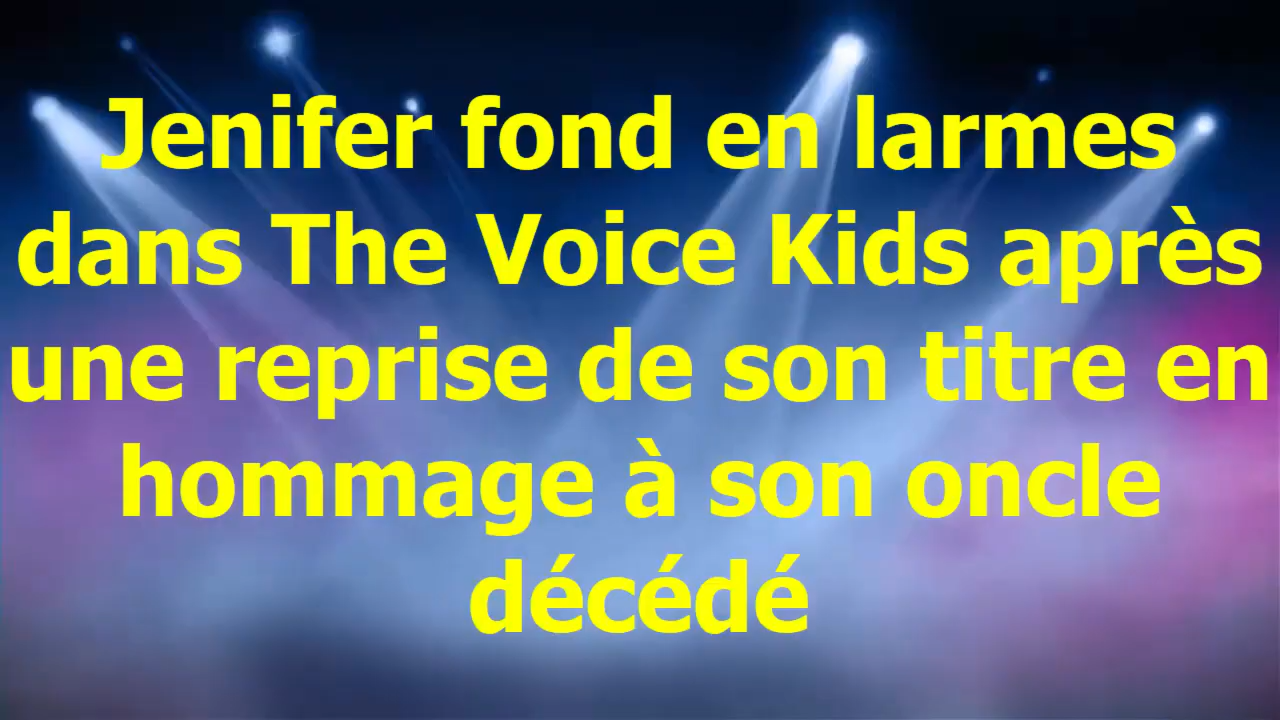 Jenifer fond en larmes
dans The Voice Kids après
une reprise de son titre en
hommage à son oncle
décédé